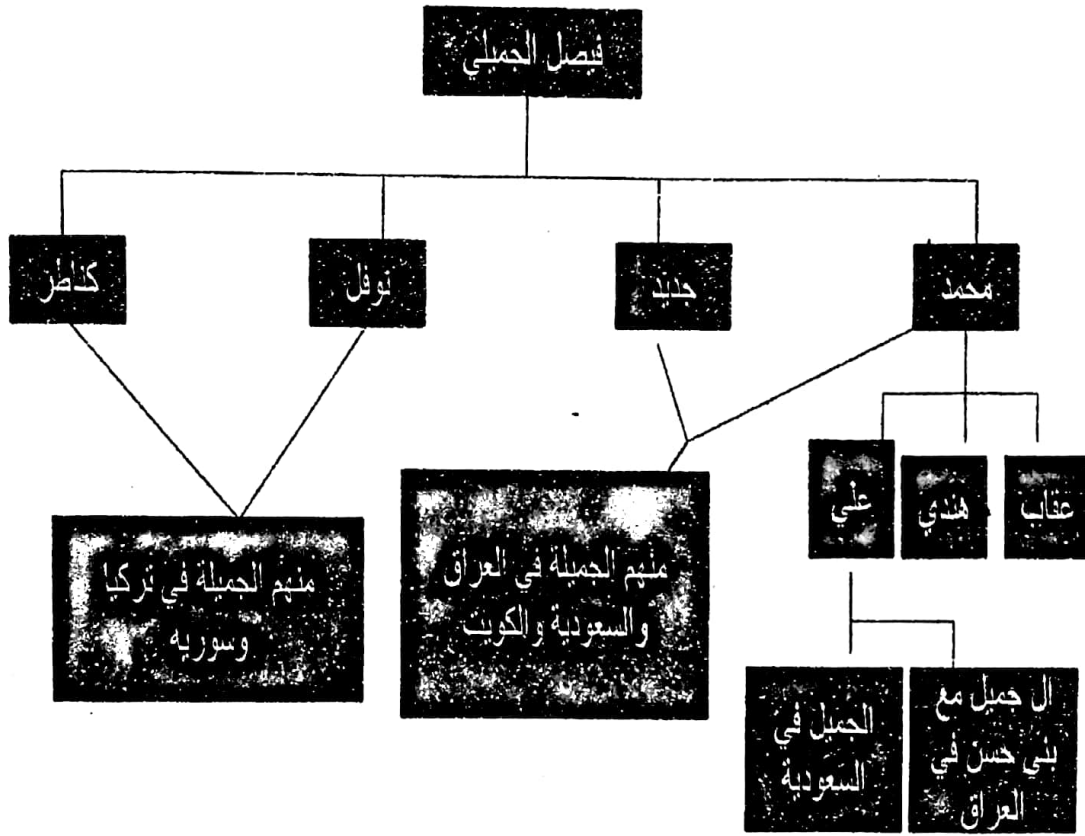 فيصل الجميلي
محمد
جديد
نوفل
كناطر
عقاب
هندي
علي
منهم الجميلة في العراق
والسعودية والكويت
منهم الجميلة في تركيا
وسوريه
ال جميل مع
بني حسن في
العراق
الجميل في
السعودية